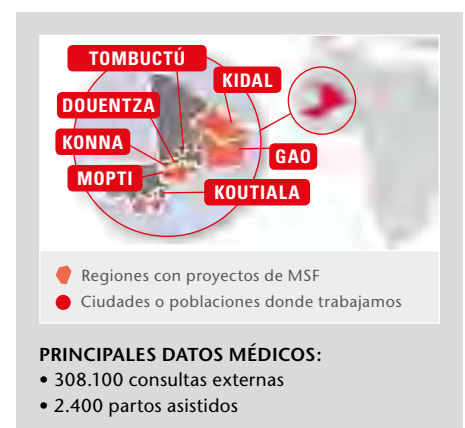 TOMBUCTÚ
KIDAL
DOUENTZA
KONNA
GAO
MOPTI
KOUTIALA
Regiones con proyectos de MSF
Ciudades o poblaciones donde trabajamos
PRINCIPALES DATOS MÉDICOS:
• 308.100 consultas externas
• 2.400 partos asistidos